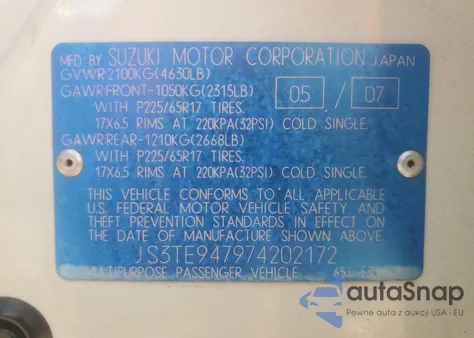 MFD BY SUZUKI MOTOR CORPORATION JAPAN
GVWR 2100KG(4630LB)
GAWR FRONT-1050KG(2315LB)
05 / 07
WITH P225/65R17 TIRES.
17X6.5 RIMS AT 220KPA(32PSI) COLD SINGLE.
GAWR REAR-1210KG(2668LB)
WITH P225/65R17 TIRES.
17X6.5 RIMS AT 220KPA(32PSI) COLD SINGLE.
THIS VEHICLE CONFORMS TO ALL APPLICABLE
U.S. FEDERAL MOTOR VEHICLE SAFETY AND
THEFT PREVENTION STANDARDS IN EFFECT ON
THE DATE OF MANUFACTURE SHOWN ABOVE.
JS3TE947974202172
MULTIPURPOSE PASSENGER VEHICLE
autoSnap
Pewne auta z aukcji USA i EU